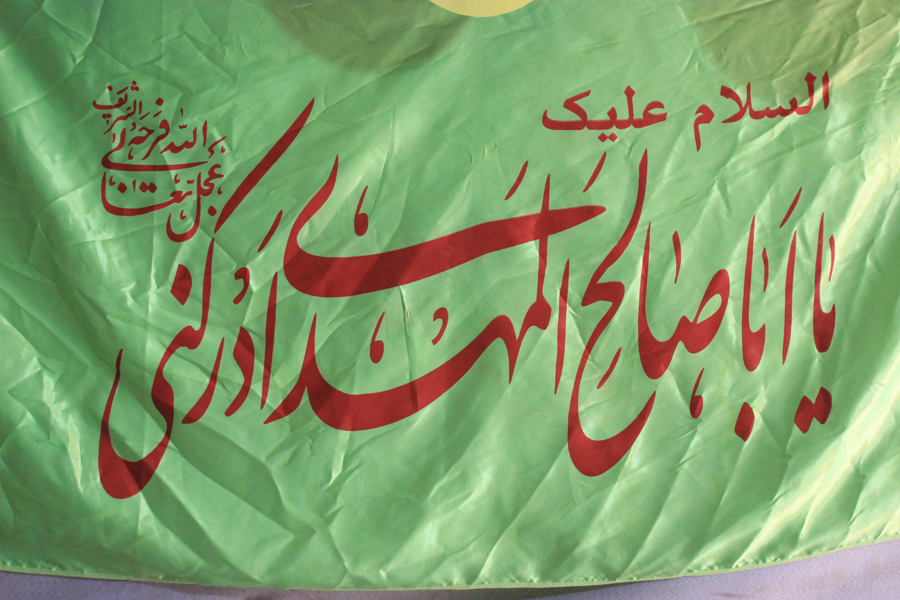 السلام علیک
یا اباصالح المهدی ادرکنی
عجل الله تعالی فرجه الشریف